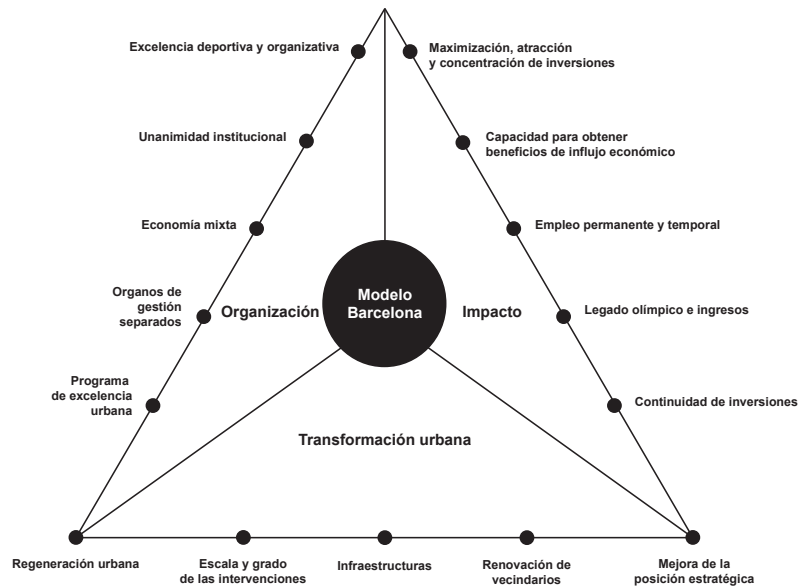 Excelencia deportiva y organizativa
Maximización, atracción
y concentración de inversiones
Unanimidad institucional
Capacidad para obtener
beneficios de influjo económico
Economía mixta
Empleo permanente y temporal
Organos de
gestión
separados
Organización
Modelo
Barcelona
Impacto
Legado olímpico e ingresos
Programa
de excelencia
urbana
Continuidad de inversiones
Transformación urbana
Regeneración urbana
Escala y grado
de las intervenciones
Infraestructuras
Renovación de
vecindarios
Mejora de la
posición estratégica